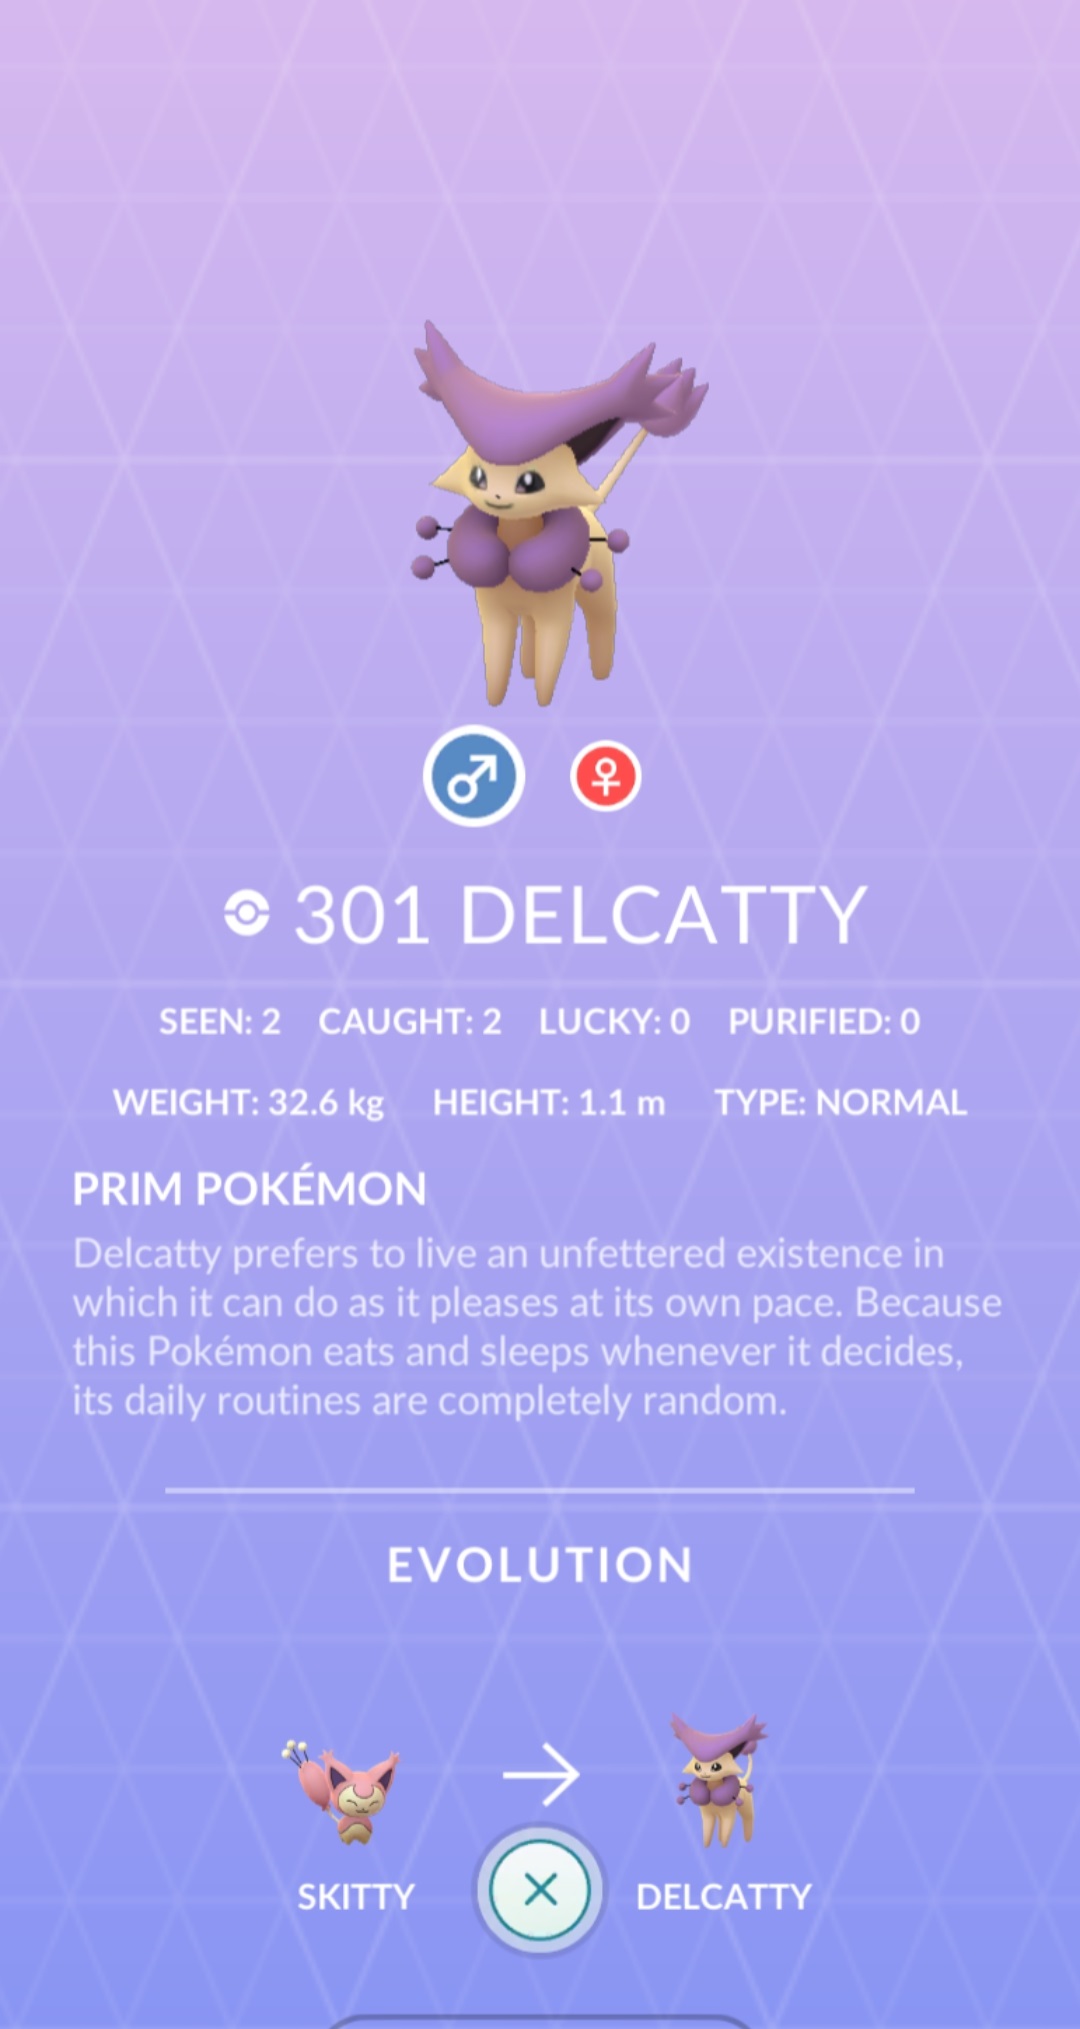 301 DELCATTY
SEEN: 2 CAUGHT: 2 LUCKY: 0 PURIFIED: 0
WEIGHT: 32.6 kg HEIGHT: 1.1 m TYPE: NORMAL
PRIM POKÉMON
Delcatty prefers to live an unfettered existence in
which it can do as it pleases at its own pace. Because
this Pokémon eats and sleeps whenever it decides,
its daily routines are completely random.
EVOLUTION
SKITTY DELCATTY